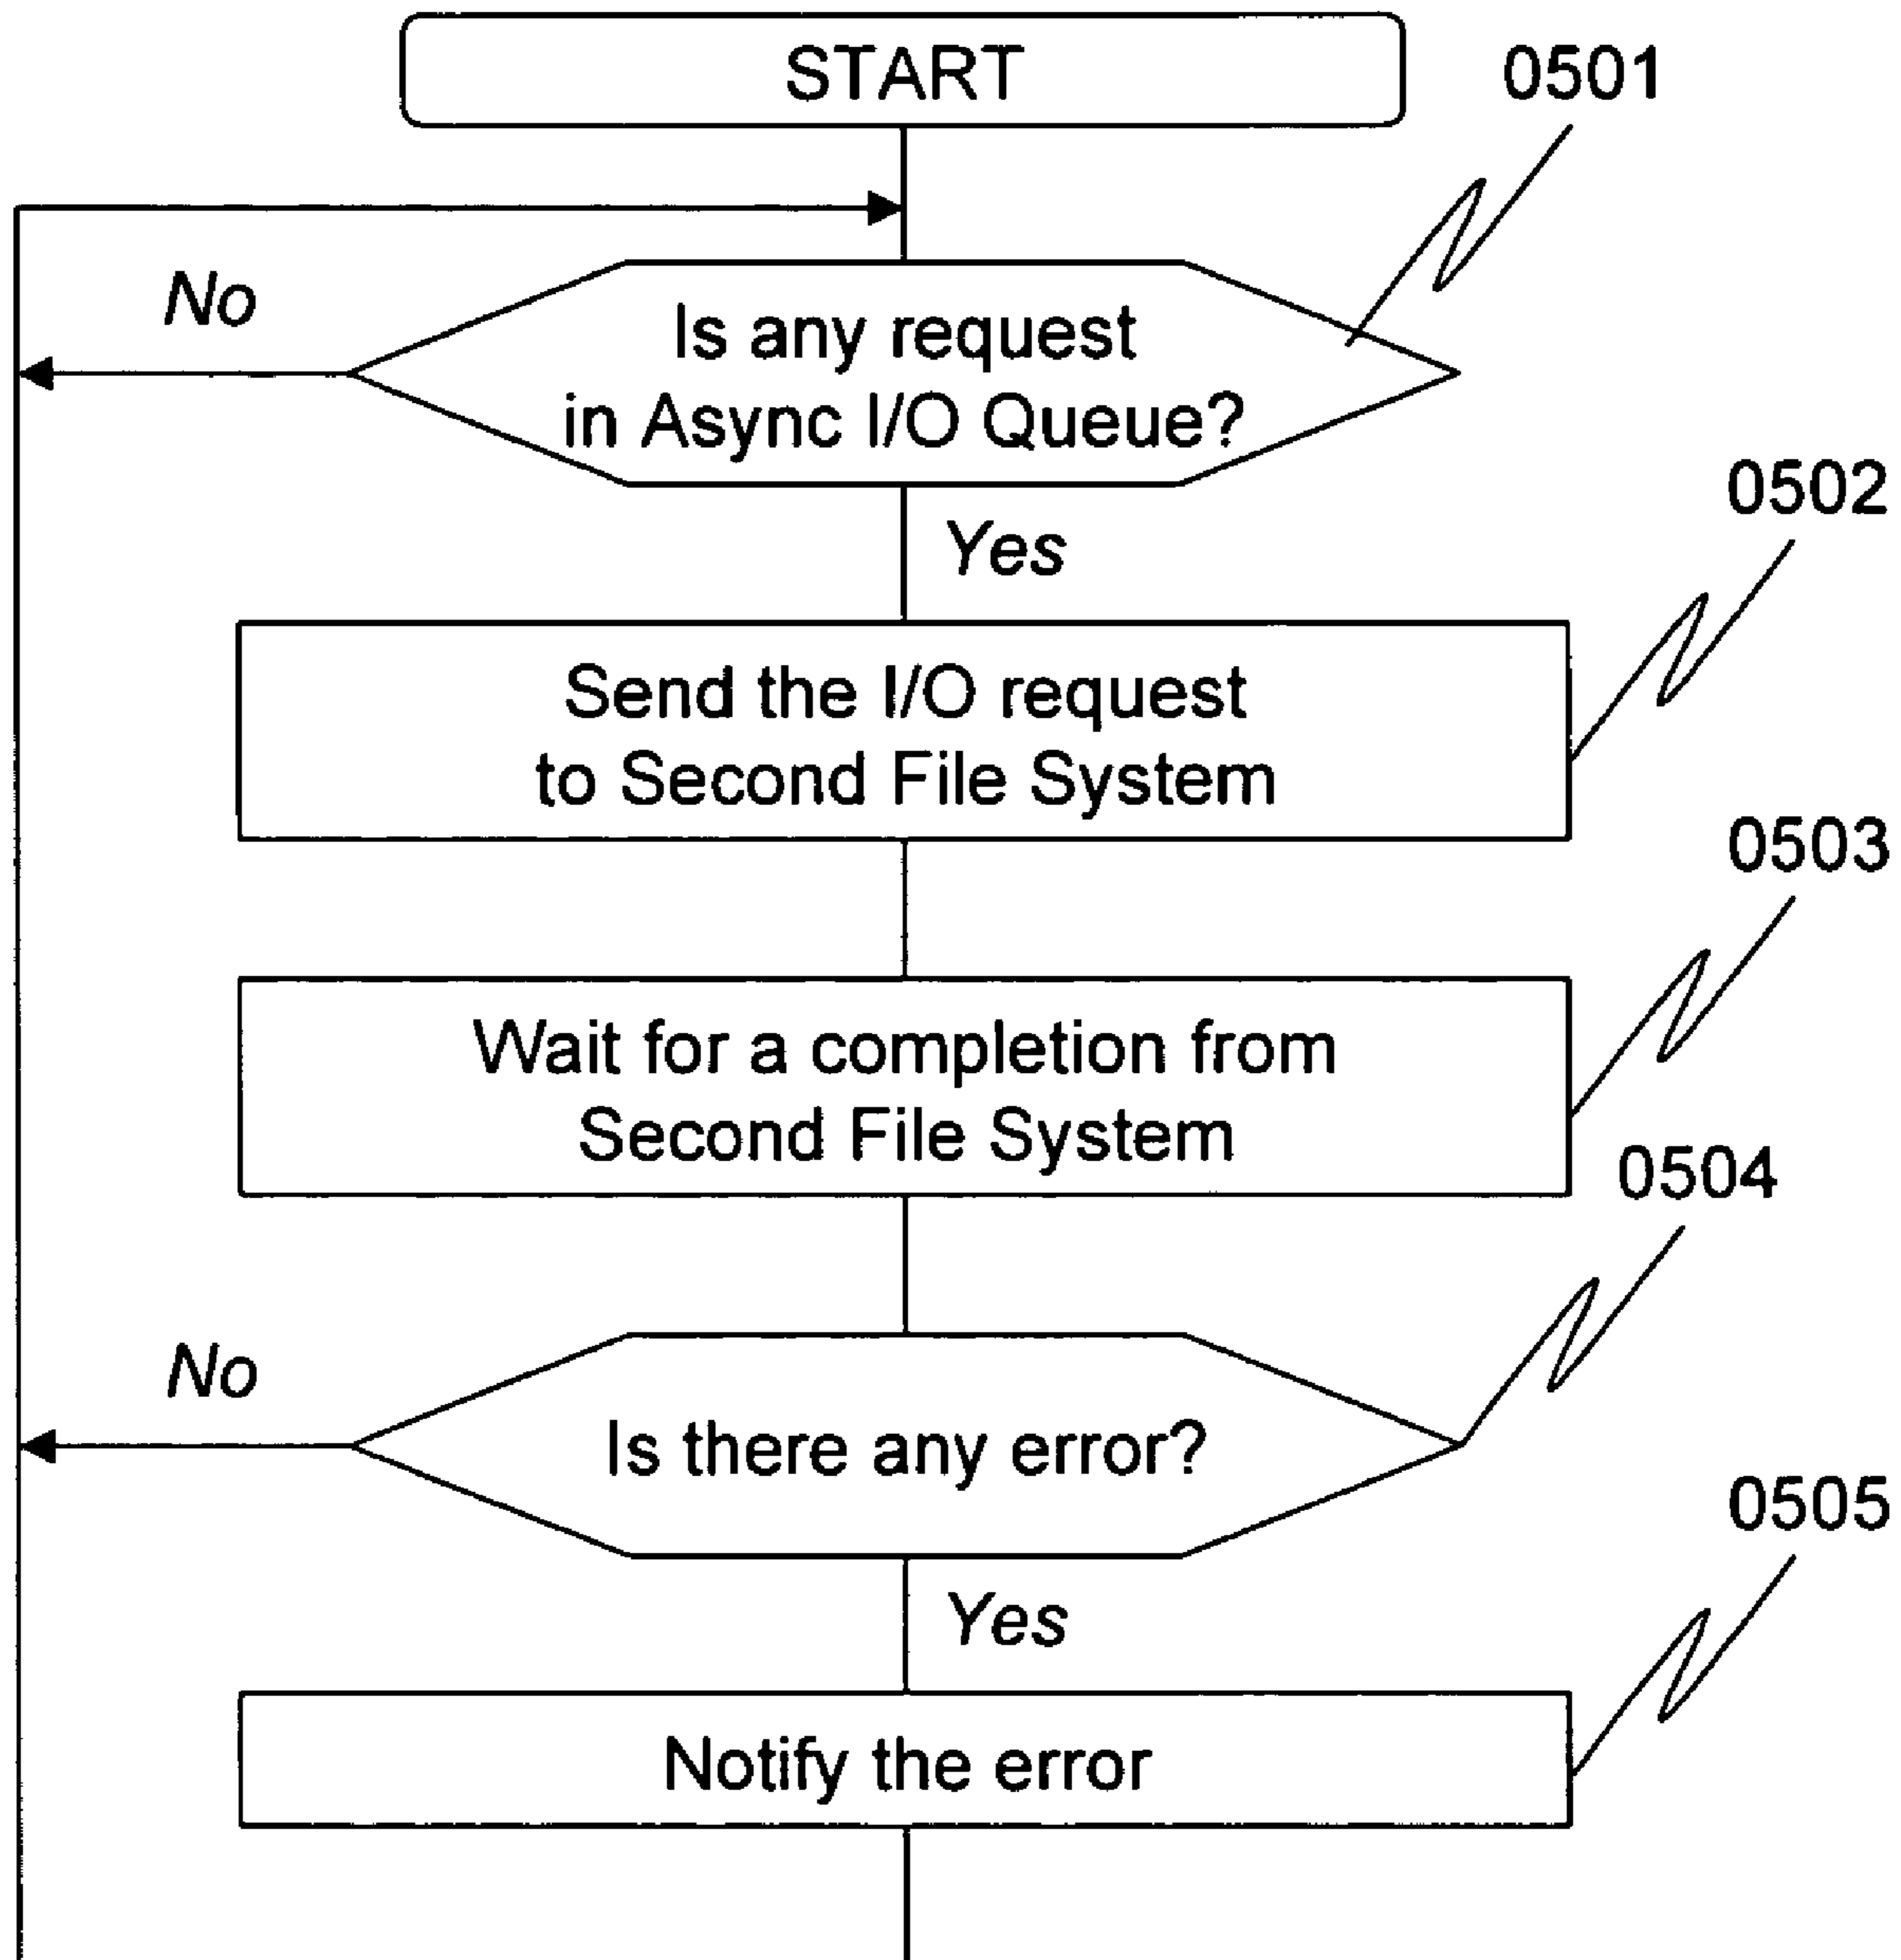 START
0501
No
Is any request
in Async I/O Queue?
0502
Yes
Send the I/O request
to Second File System
0503
Wait for a completion from
Second File System
0504
No
Is there any error?
0505
Yes
Notify the error